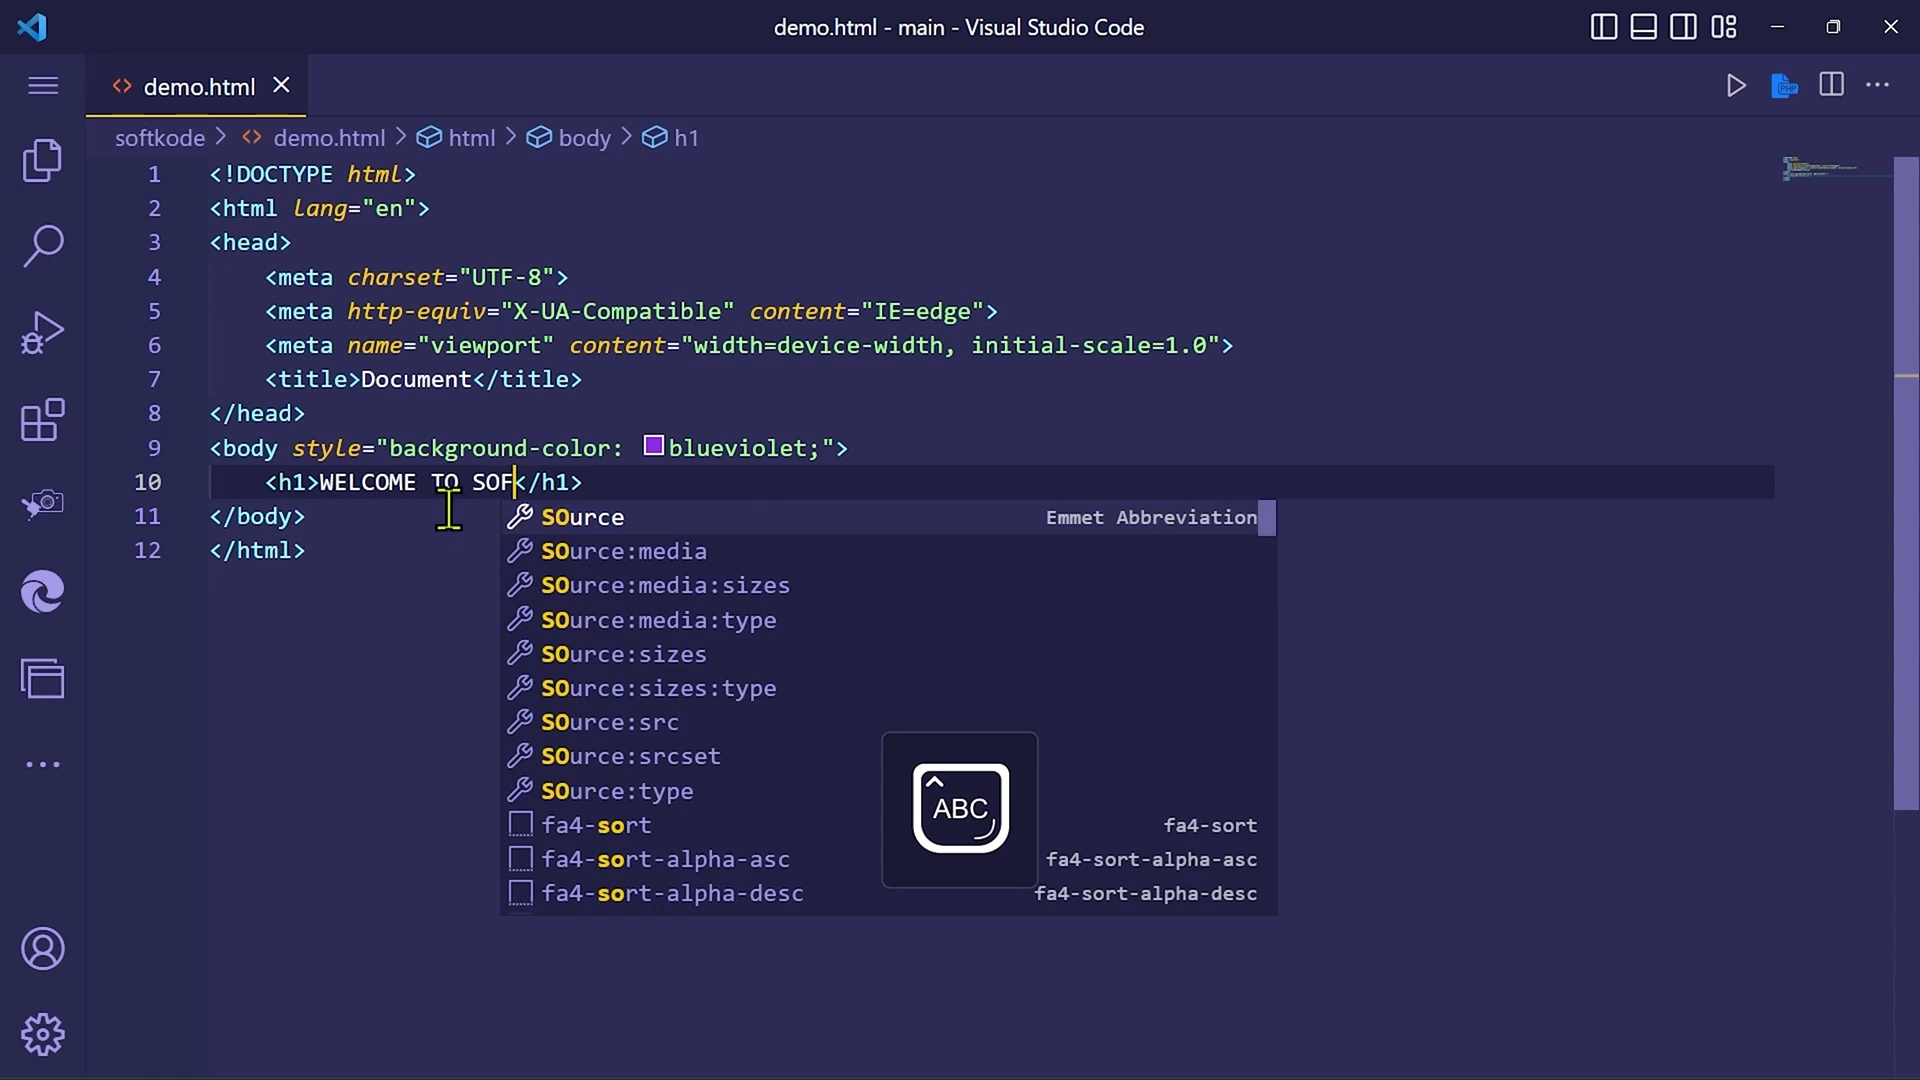 demo.html - main - Visual Studio Code
demo.html
softkode > demo.html > html > body > h1
1 <!DOCTYPE html>
2 <html lang="en">
3 <head>
4 <meta charset="UTF-8">
5 <meta http-equiv="X-UA-Compatible" content="IE=edge">
6 <meta name="viewport" content="width=device-width, initial-scale=1.0">
7 <title>Document</title>
8 </head>
9 <body style="background-color: blueviolet;">
10 <h1>WELCOME TO SOF</h1>
11 </body>
12 </html>
SOurce Emmet Abbreviation
SOurce:media
SOurce:media:sizes
SOurce:media:type
SOurce:sizes
SOurce:sizes:type
SOurce:src
SOurce:srcset
SOurce:type
fa4-sort fa4-sort
fa4-sort-alpha-asc fa4-sort-alpha-asc
fa4-sort-alpha-desc fa4-sort-alpha-desc
ABC
PHP